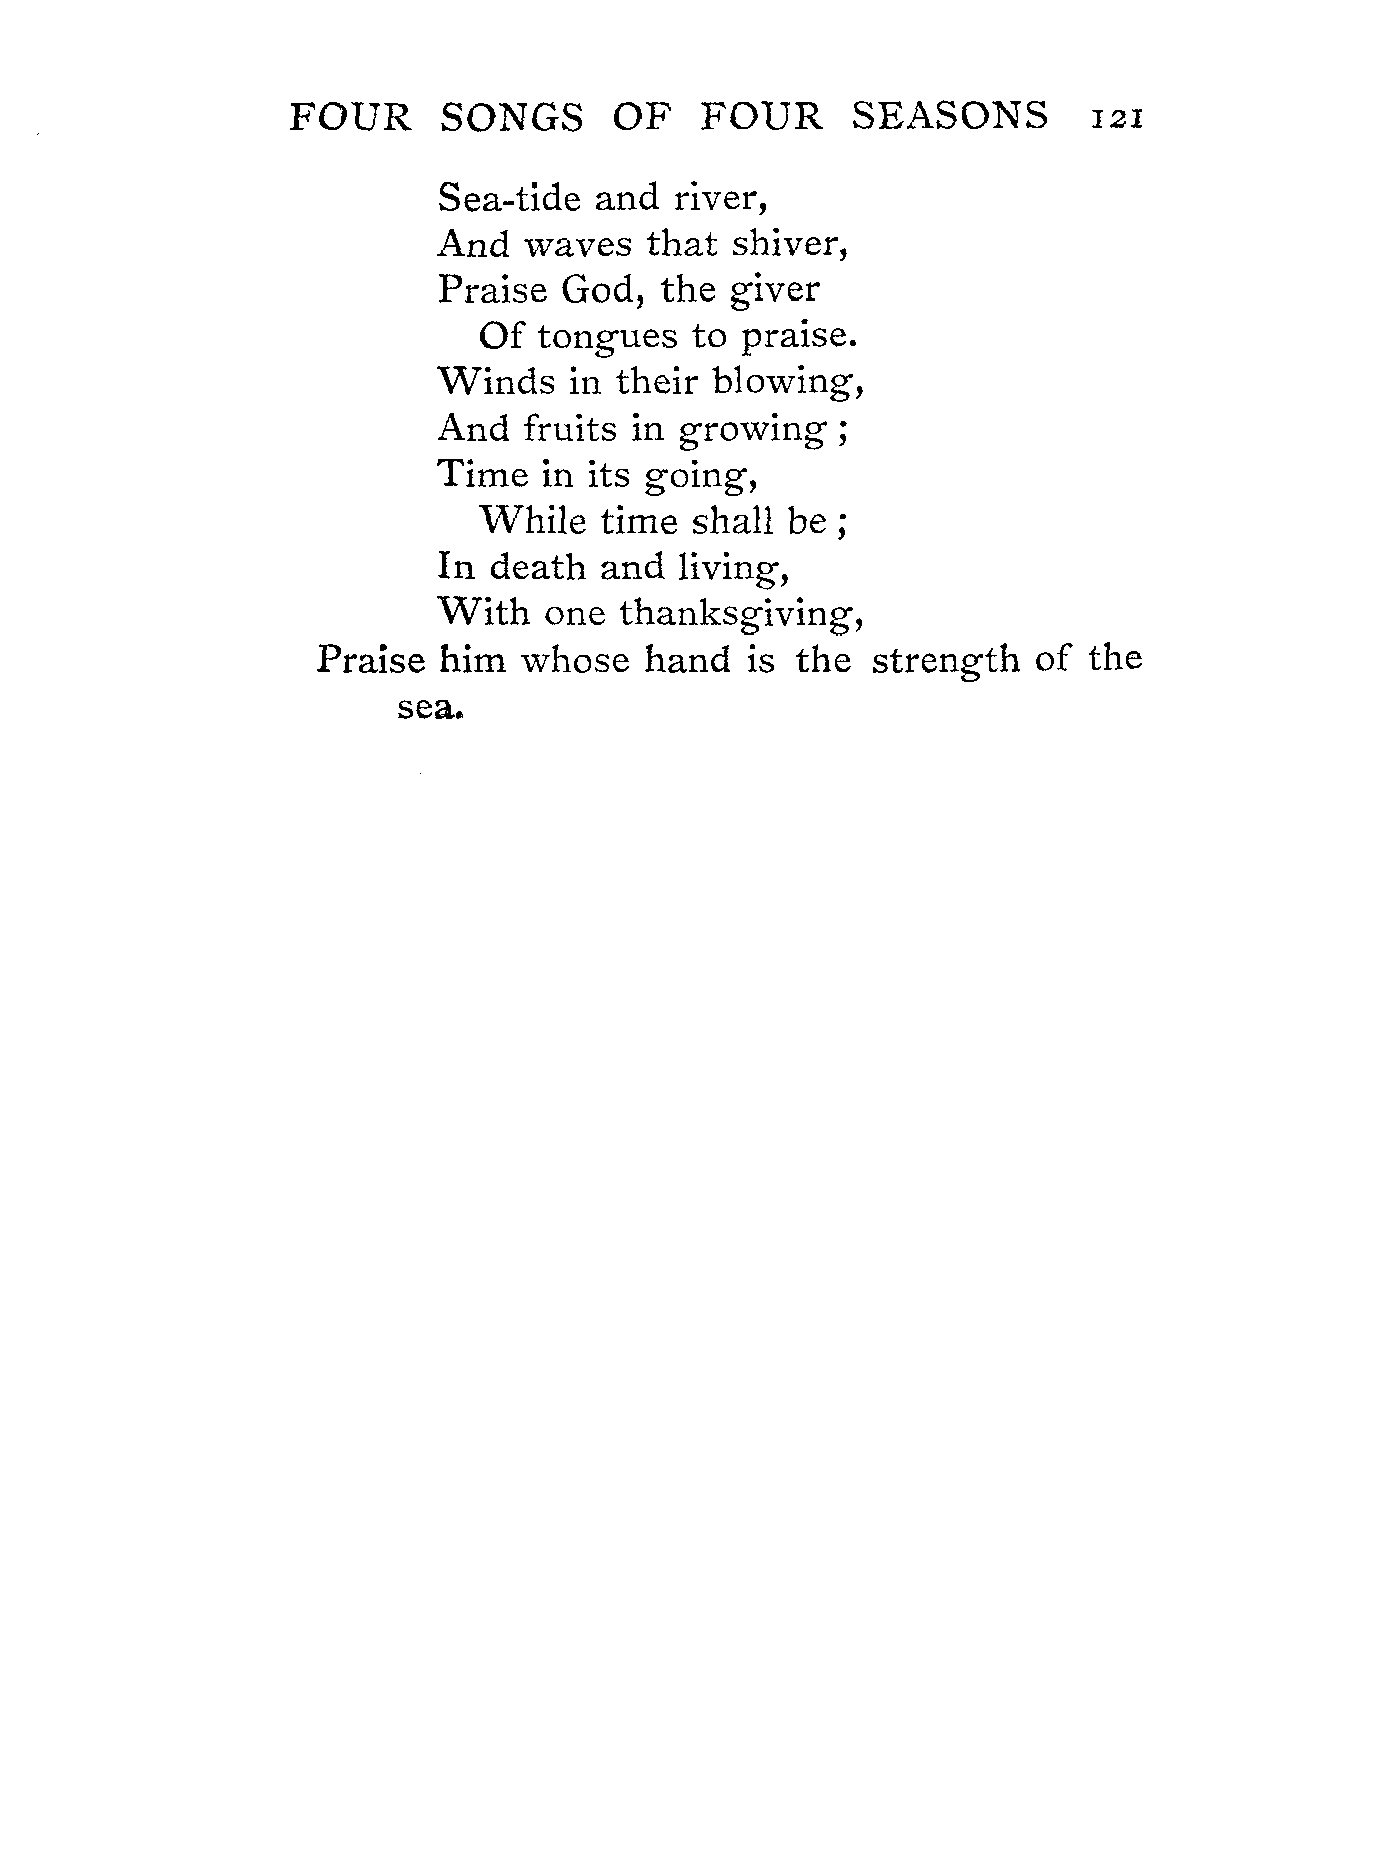 FOUR SONGS OF FOUR SEASONS 121
Sea-tide and river,
And waves that shiver,
Praise God, the giver
Of tongues to praise.
Winds in their blowing,
And fruits in growing ;
Time in its going,
While time shall be ;
In death and living,
With one thanksgiving,
Praise him whose hand is the strength of the
sea.